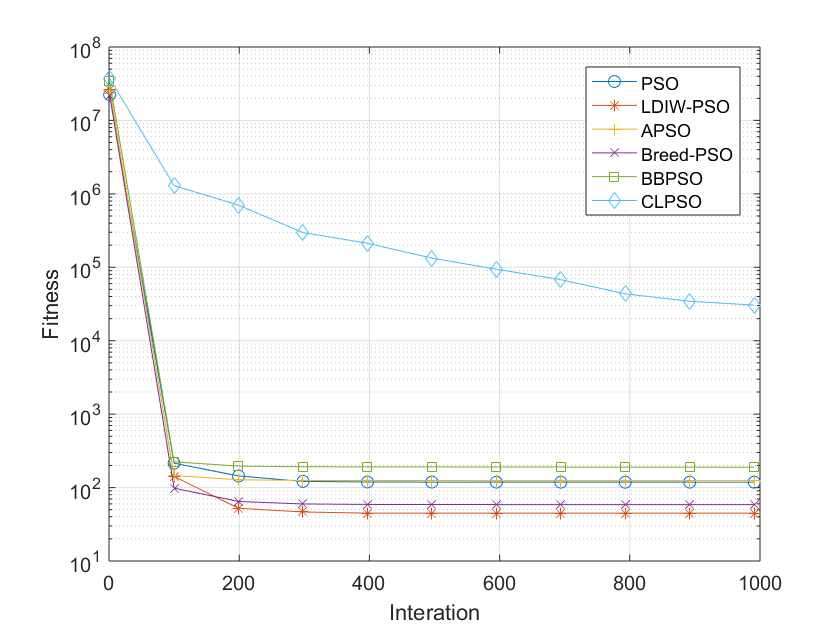 10^8
10^7
10^6
10^5
10^4
10^3
10^2
10^1
Fitness
0
200
400
600
800
1000
Interation
PSO
LDIW-PSO
APSO
Breed-PSO
BBPSO
CLPSO